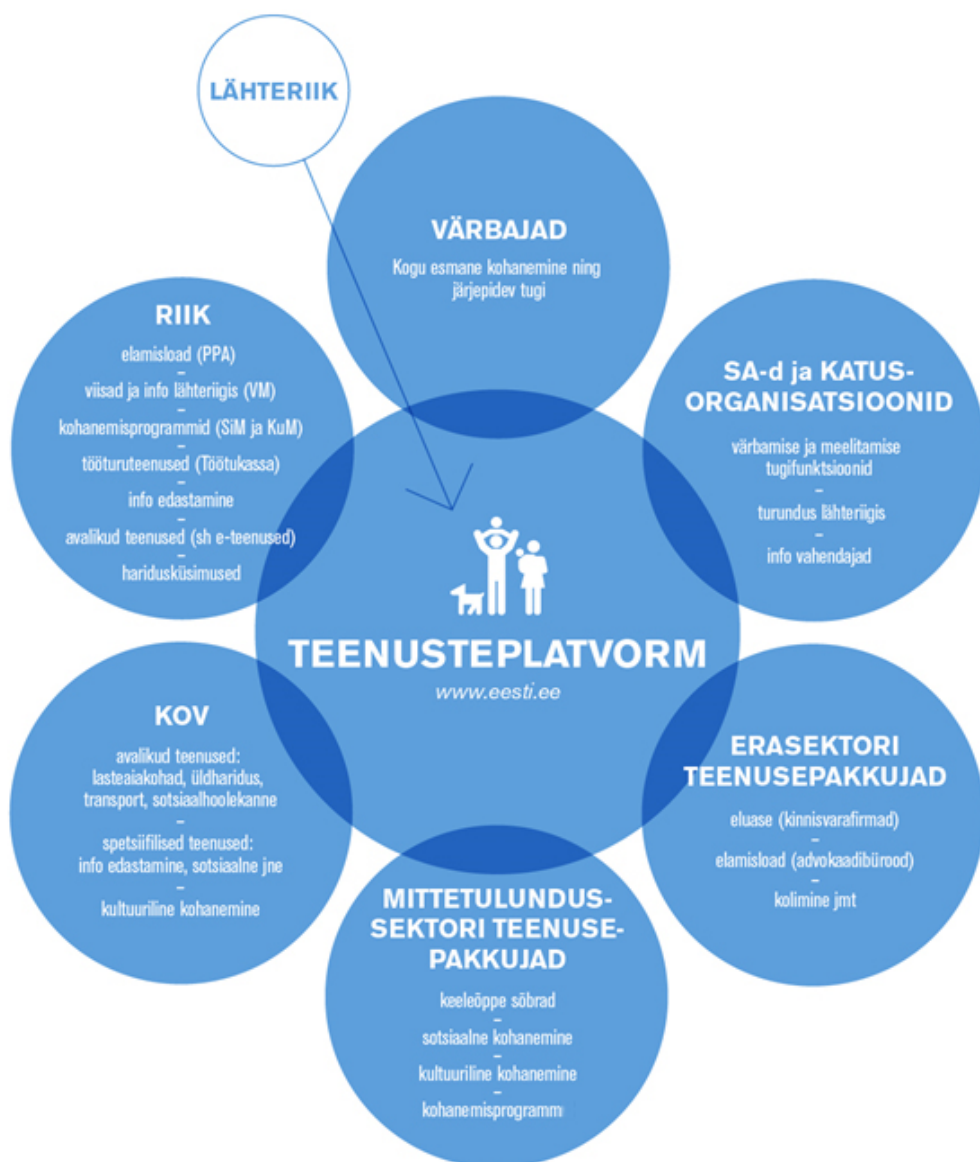 LÄHTERIIK
VÄRBAJAD
Kogu esmane kohanemine ning
järjepidev tugi
RIIK
elamisload (PPA)
–
viisad ja info lähteriigis (VM)
–
kohanemisprogrammid (SiM ja KuM)
–
tööturuteenused (Töötukassa)
–
info edastamine
–
avalikud teenused (sh e-teenused)
–
haridusküsimused
SA-d ja KATUS-
ORGANISATSIOONID
värbamise ja meelitamise
tugifunktsioonid
–
turundus lähteriigis
–
info vahendajad
TEENUSTEPLATVORM
www.eesti.ee
KOV
avalikud teenused:
lasteaiakohad, üldharidus,
transport, sotsiaalhoolekanne
–
spetsiifilised teenused:
info edastamine, sotsiaalne jne
–
kultuuriline kohanemine
ERASEKTORI
TEENUSEPAKKUJAD
eluase (kinnisvarafirmad)
–
elamisload (advokaadibürood)
–
kolimine jmt
MITTETULUNDUS-
SEKTORI TEENUSE-
PAKKUJAD
keeleõppe sõbrad
–
sotsiaalne kohanemine
–
kultuuriline kohanemine
–
kohanemisprogramm